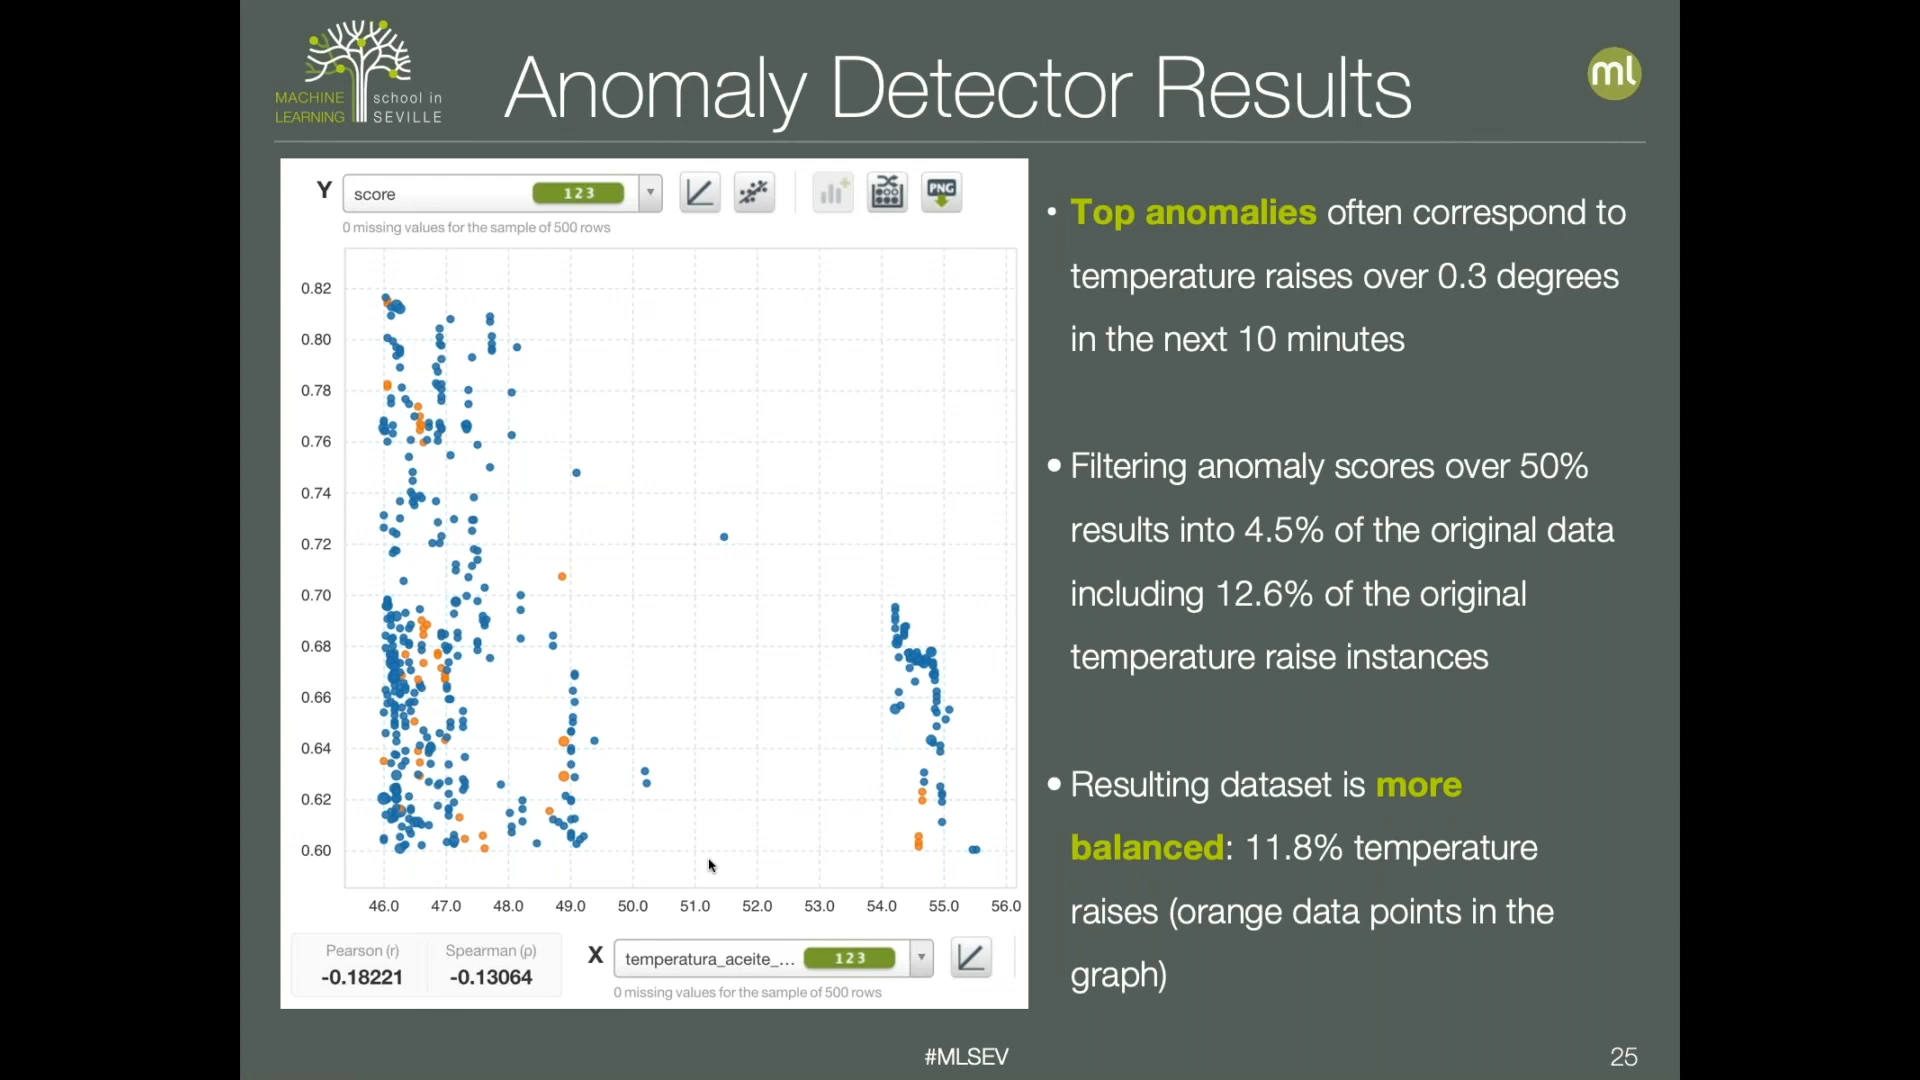 MACHINE
LEARNING
school in
SEVILLE
Anomaly Detector Results
ml
Y score 123
PNG
0 missing values for the sample of 500 rows
0.82
0.80
0.78
0.76
0.74
0.72
0.70
0.68
0.66
0.64
0.62
0.60
46.0 47.0 48.0 49.0 50.0 51.0 52.0 53.0 54.0 55.0 56.0
Pearson (r)
-0.18221
Spearman (ρ)
-0.13064
X temperatura_aceite_... 123
0 missing values for the sample of 500 rows
• Top anomalies often correspond to
temperature raises over 0.3 degrees
in the next 10 minutes
• Filtering anomaly scores over 50%
results into 4.5% of the original data
including 12.6% of the original
temperature raise instances
• Resulting dataset is more
balanced: 11.8% temperature
raises (orange data points in the
graph)
#MLSEV
25